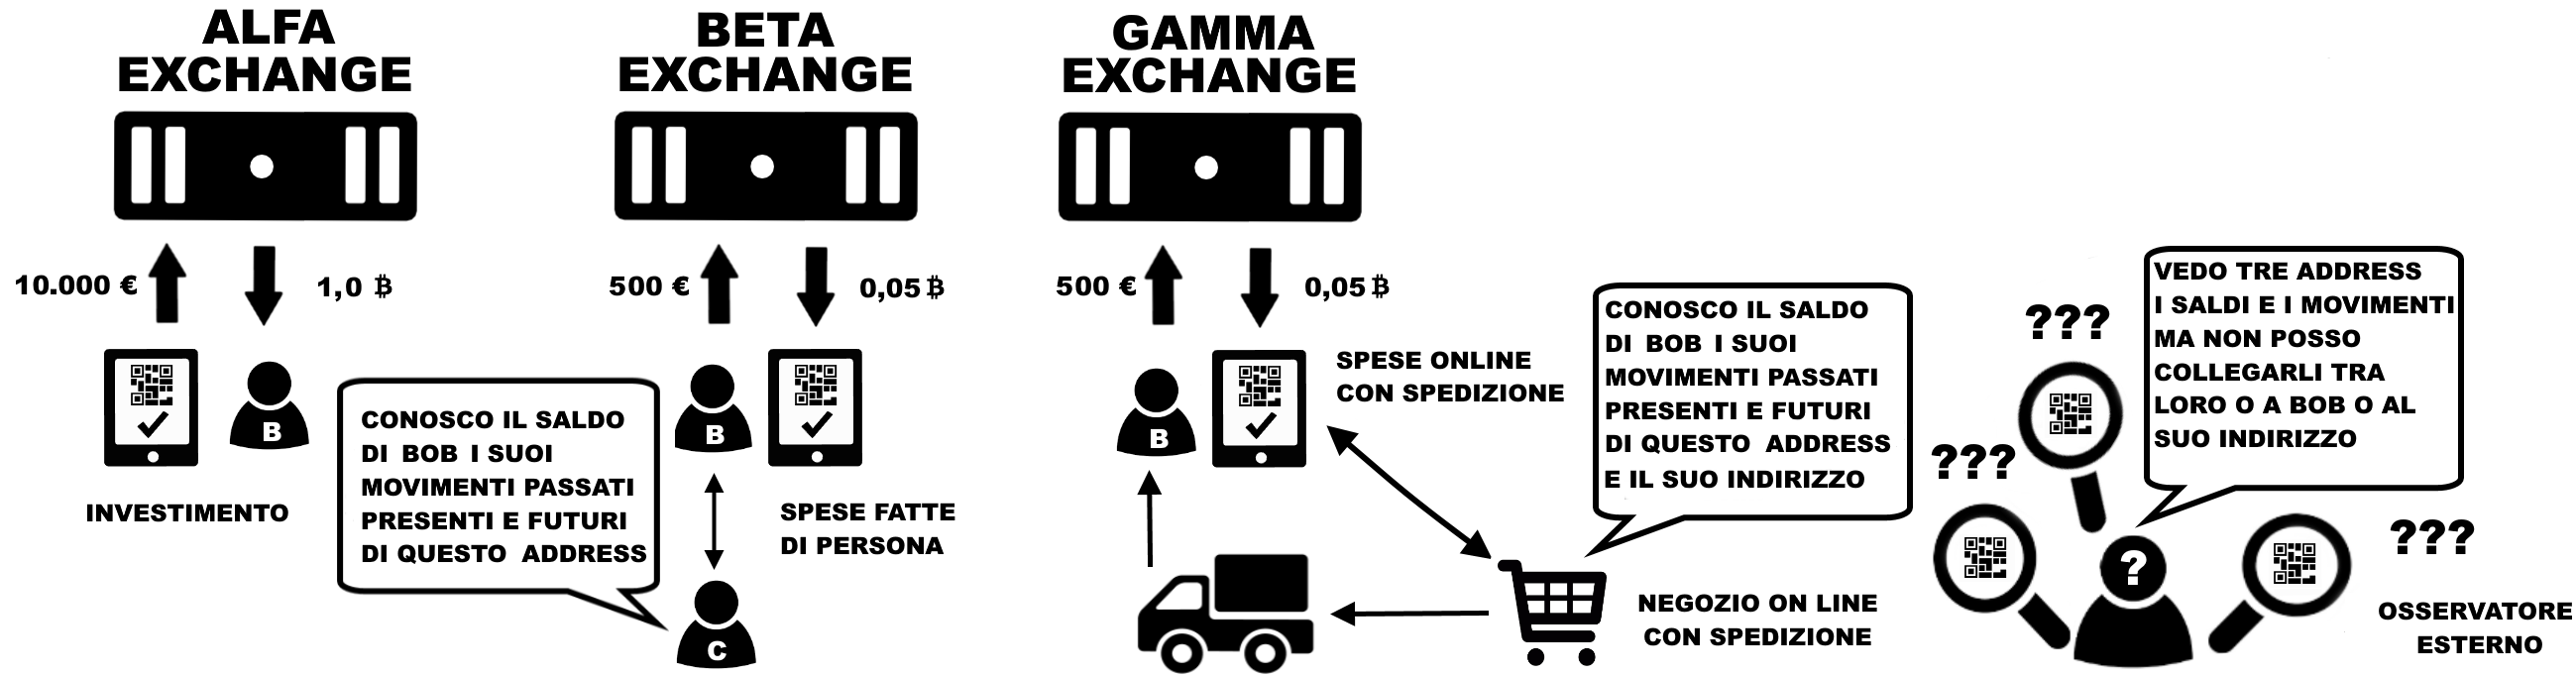 ALFA
EXCHANGE
10.000 €
1,0 ₿
B
INVESTIMENTO
BETA
EXCHANGE
500 €
0,05 ₿
B
CONOSCO IL SALDO
DI BOB I SUOI
MOVIMENTI PASSATI
PRESENTI E FUTURI
DI QUESTO ADDRESS
SPESE FATTE
DI PERSONA
C
GAMMA
EXCHANGE
500 €
0,05 ₿
B
SPESE ONLINE
CON SPEDIZIONE
CONOSCO IL SALDO
DI BOB I SUOI
MOVIMENTI PASSATI
PRESENTI E FUTURI
DI QUESTO ADDRESS
E IL SUO INDIRIZZO
NEGOZIO ON LINE
CON SPEDIZIONE
VEDO TRE ADDRESS
I SALDI E I MOVIMENTI
MA NON POSSO
COLLEGARLI TRA
LORO O A BOB O AL
SUO INDIRIZZO
???
???
???
?
OSSERVATORE
ESTERNO